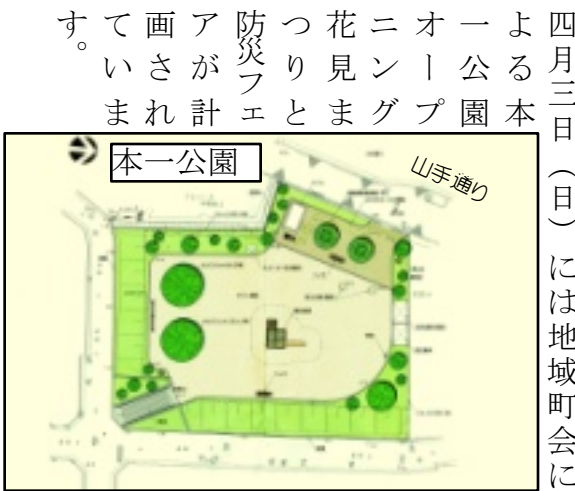 四月三日（日）には地域町会に
よる本
一公園
オープ
ニング
花見ま
つりと
防災フェ
アが計
画され
ていま
す。
本一公園
山手通り